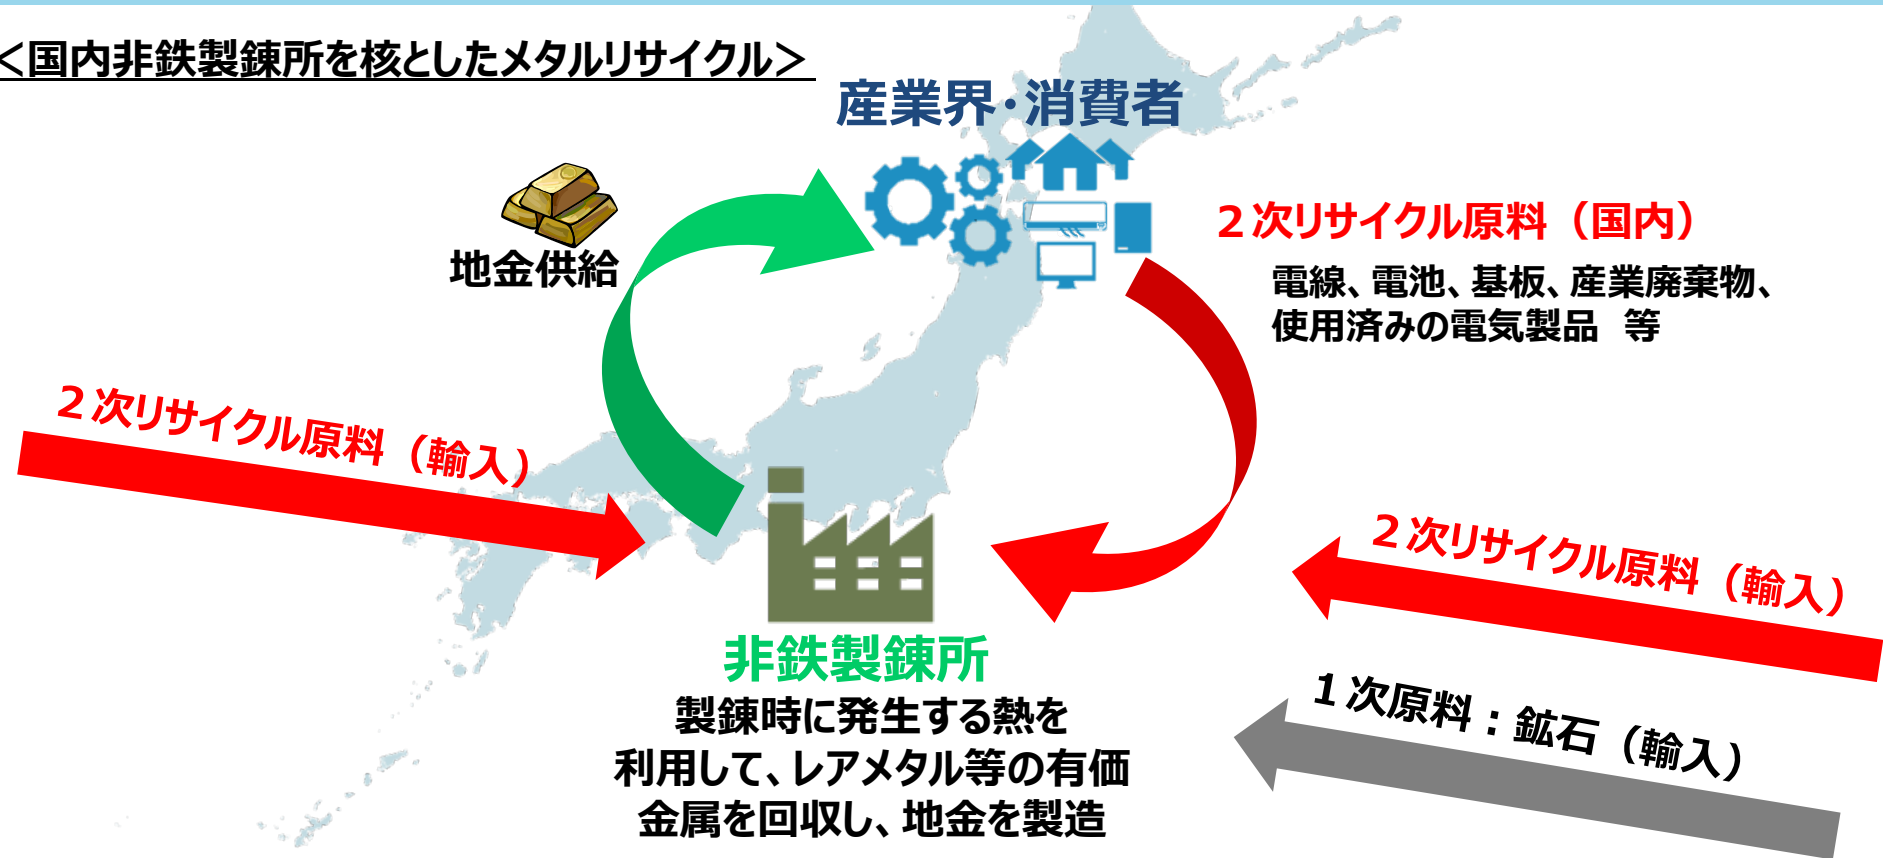 ＜国内非鉄製錬所を核としたメタルリサイクル＞
産業界・消費者
地金供給
２次リサイクル原料（国内）
電線、電池、基板、産業廃棄物、
使用済みの電気製品　等
２次リサイクル原料（輸入）
２次リサイクル原料（輸入）
１次原料：鉱石（輸入）
非鉄製錬所
製錬時に発生する熱を
利用して、レアメタル等の有価
金属を回収し、地金を製造